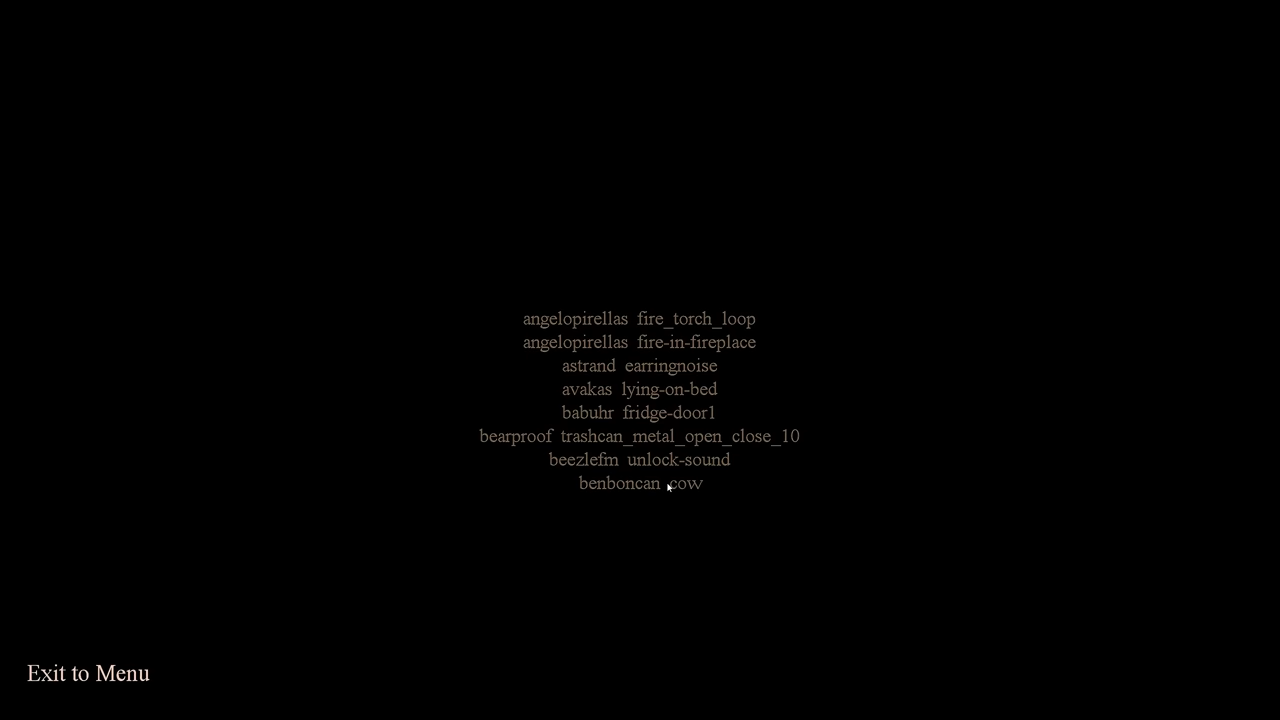 angelopirellas fire_torch_loop
angelopirellas fire-in-fireplace
astrand earringnoise
avakas lying-on-bed
babuhr fridge-door1
bearproof trashcan_metal_open_close_10
beezlefm unlock-sound
benboncan cow
Exit to Menu